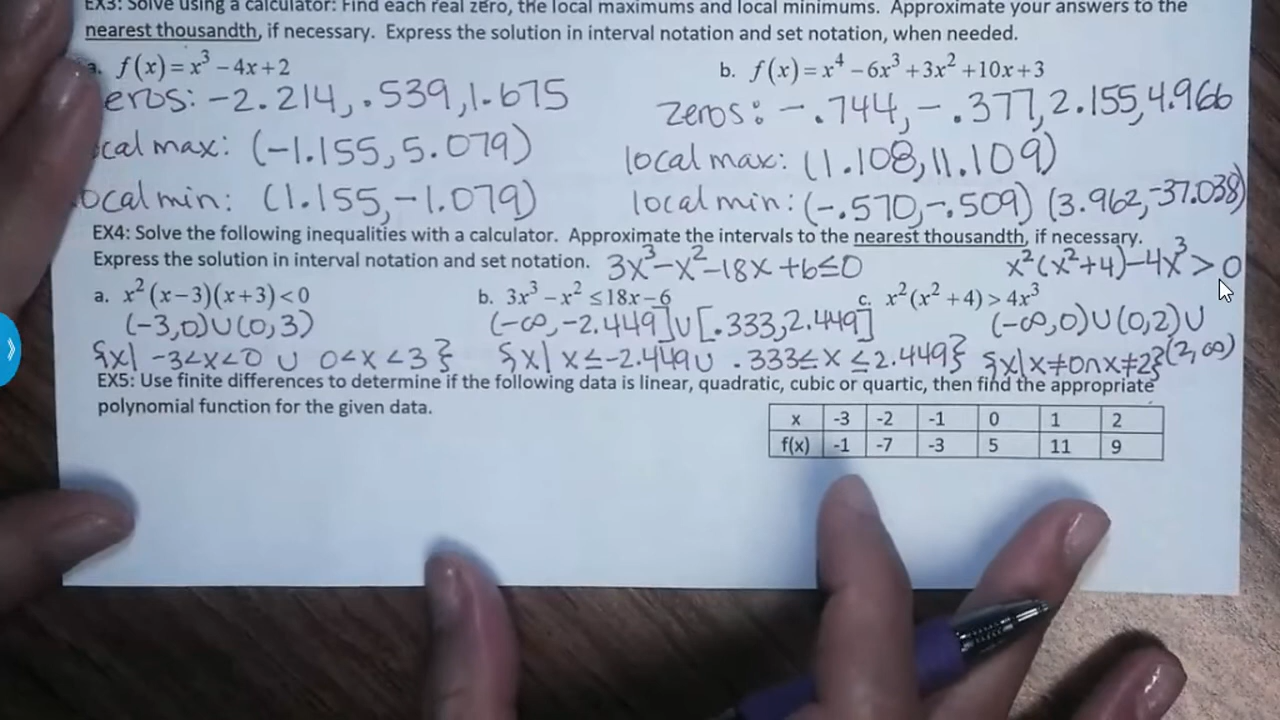 EX3: Solve using a calculator: Find each real zero, the local maximums and local minimums. Approximate your answers to the
nearest thousandth, if necessary. Express the solution in interval notation and set notation, when needed.
a. f(x) = x³ – 4x + 2
eros: -2.214, .539, 1.675
cal max: (-1.155, 5.079)
ocal min: (1.155, -1.079)
b. f(x) = x⁴ – 6x³ + 3x² + 10x + 3
zeros: -.744, -.377, 2.155, 4.966
local max: (1.108, 11.109)
local min: (-.570, -.509) (3.962, -37.038)
EX4: Solve the following inequalities with a calculator. Approximate the intervals to the nearest thousandth, if necessary.
Express the solution in interval notation and set notation.
a. x²(x – 3)(x + 3) < 0
(-3,0)∪(0,3)
{x| -3<x<0 ∪ 0<x<3}
3x³-x²-18x+6≤0
b. 3x³ – x² ≤ 18x – 6
(-∞, -2.449]∪[.333, 2.449]
{x| x≤-2.449∪ .333≤x≤2.449}
x²(x²+4)-4x³>0
c. x²(x² + 4) > 4x³
(-∞,0)∪(0,2)∪
(2,∞)
{x|x≠0∩x≠2}
EX5: Use finite differences to determine if the following data is linear, quadratic, cubic or quartic, then find the appropriate
polynomial function for the given data.
x -3 -2 -1 0 1 2
f(x) -1 -7 -3 5 11 9